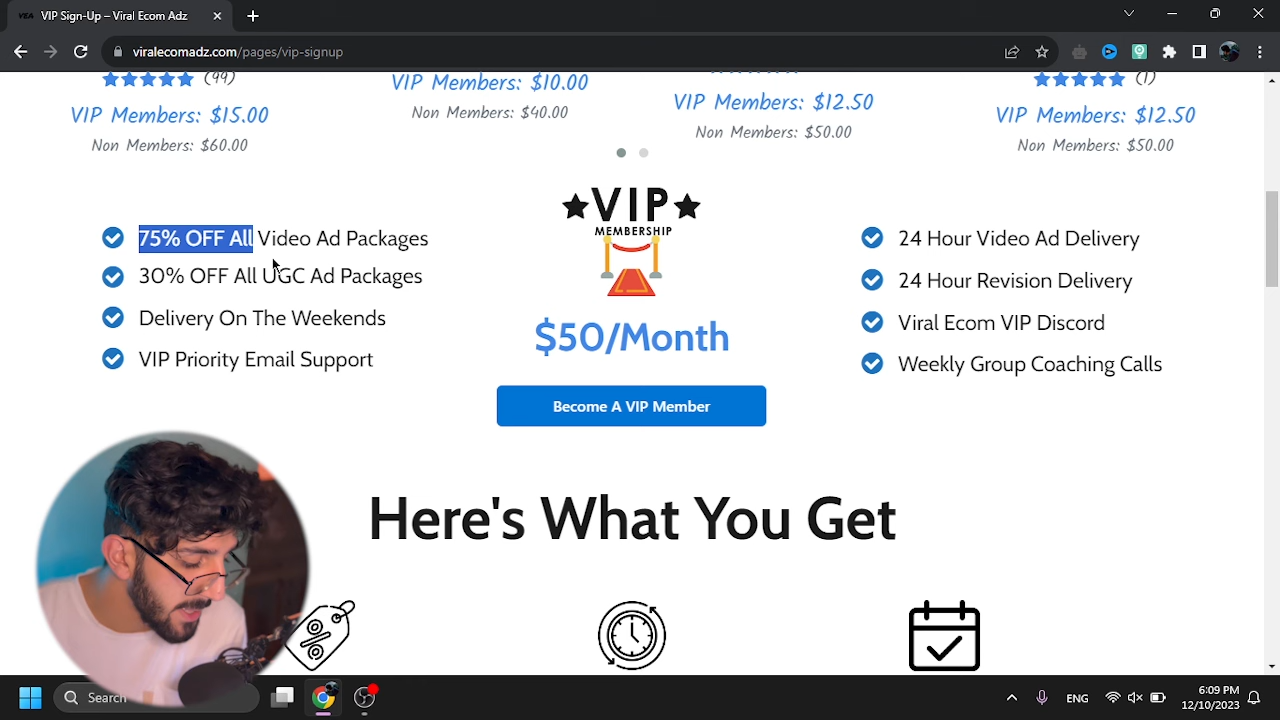 VEA VIP Sign-Up – Viral Ecom Adz
viralecomadz.com/pages/vip-signup
(99)
VIP Members: $15.00
Non Members: $60.00
VIP Members: $10.00
Non Members: $40.00
VIP Members: $12.50
Non Members: $50.00
(1)
VIP Members: $12.50
Non Members: $50.00
75% OFF All Video Ad Packages
30% OFF All UGC Ad Packages
Delivery On The Weekends
VIP Priority Email Support
VIP
MEMBERSHIP
$50/Month
Become A VIP Member
24 Hour Video Ad Delivery
24 Hour Revision Delivery
Viral Ecom VIP Discord
Weekly Group Coaching Calls
Here's What You Get
Search
ENG
6:09 PM
12/10/2023